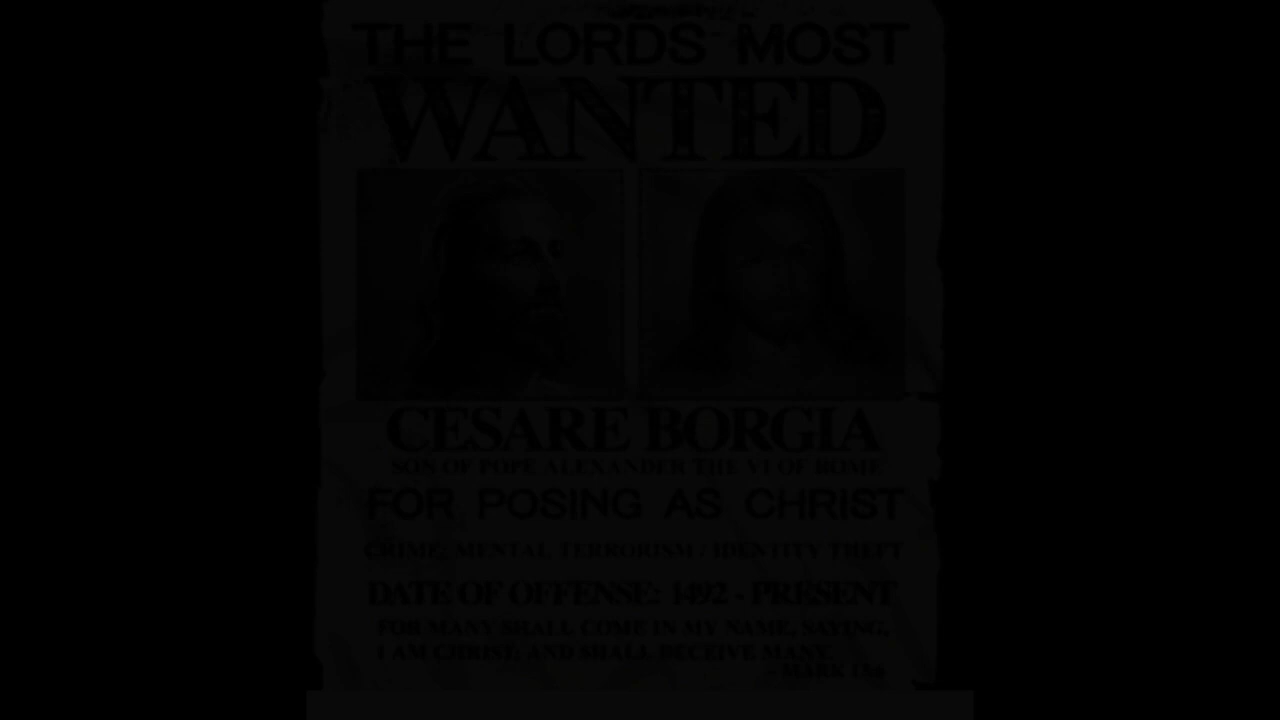 THE LORDS MOST
WANTED
CESARE BORGIA
SON OF POPE ALEXANDER THE VI OF ROME
FOR POSING AS CHRIST
CRIME: MENTAL TERRORISM / IDENTITY THEFT
DATE OF OFFENSE: 1492 - PRESENT
FOR MANY SHALL COME IN MY NAME, SAYING,
I AM CHRIST; AND SHALL DECEIVE MANY.
- MARK